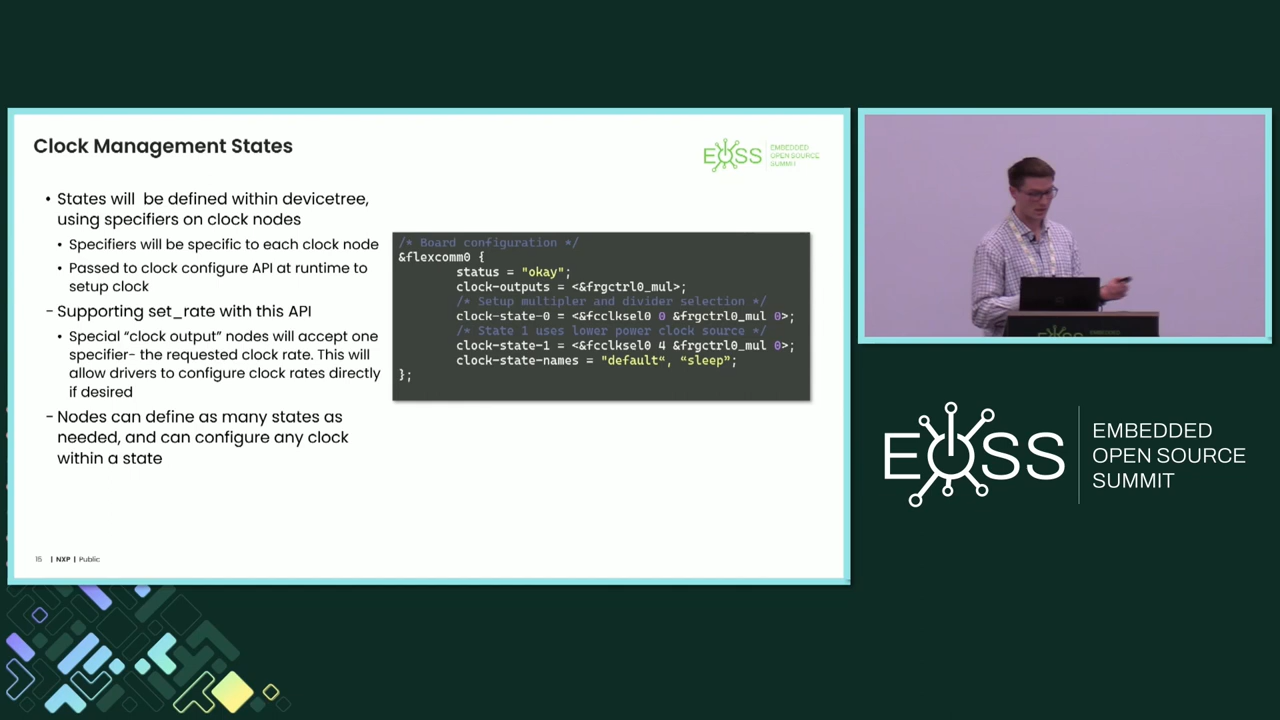 Clock Management States
EOSS
EMBEDDED
OPEN SOURCE
SUMMIT
• States will be defined within devicetree,
using specifiers on clock nodes
• Specifiers will be specific to each clock node
• Passed to clock configure API at runtime to
setup clock
- Supporting set_rate with this API
• Special “clock output” nodes will accept one
specifier- the requested clock rate. This will
allow drivers to configure clock rates directly
if desired
- Nodes can define as many states as
needed, and can configure any clock
within a state
/* Board configuration */
&flexcomm0 {
status = "okay";
clock-outputs = <&frgctrl0_mul>;
/* Setup multipler and divider selection */
clock-state-0 = <&fcclksel0 0 &frgctrl0_mul 0>;
/* State 1 uses lower power clock source */
clock-state-1 = <&fcclksel0 4 &frgctrl0_mul 0>;
clock-state-names = "default“, “sleep";
};
15 | NXP | Public
EOSS
EMBEDDED
OPEN SOURCE
SUMMIT